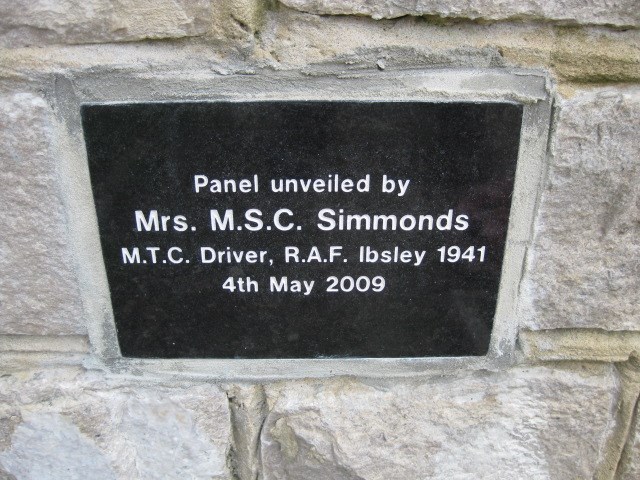 Panel unveiled by
Mrs. M.S.C. Simmonds
M.T.C. Driver, R.A.F. Ibsley 1941
4th May 2009